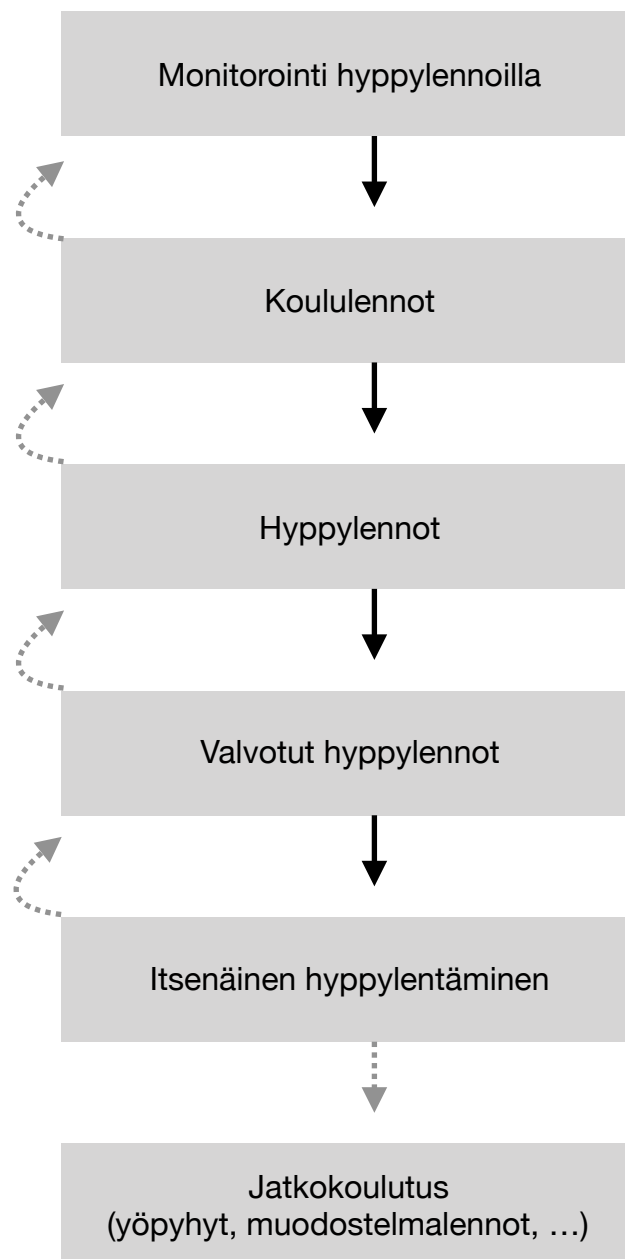 Monitorointi hyppylennoilla
Koululennot
Hyppylennot
Valvotut hyppylennot
Itsenäinen hyppylentäminen
Jatkokoulutus
(yöpyhyt, muodostelmalennot, …)